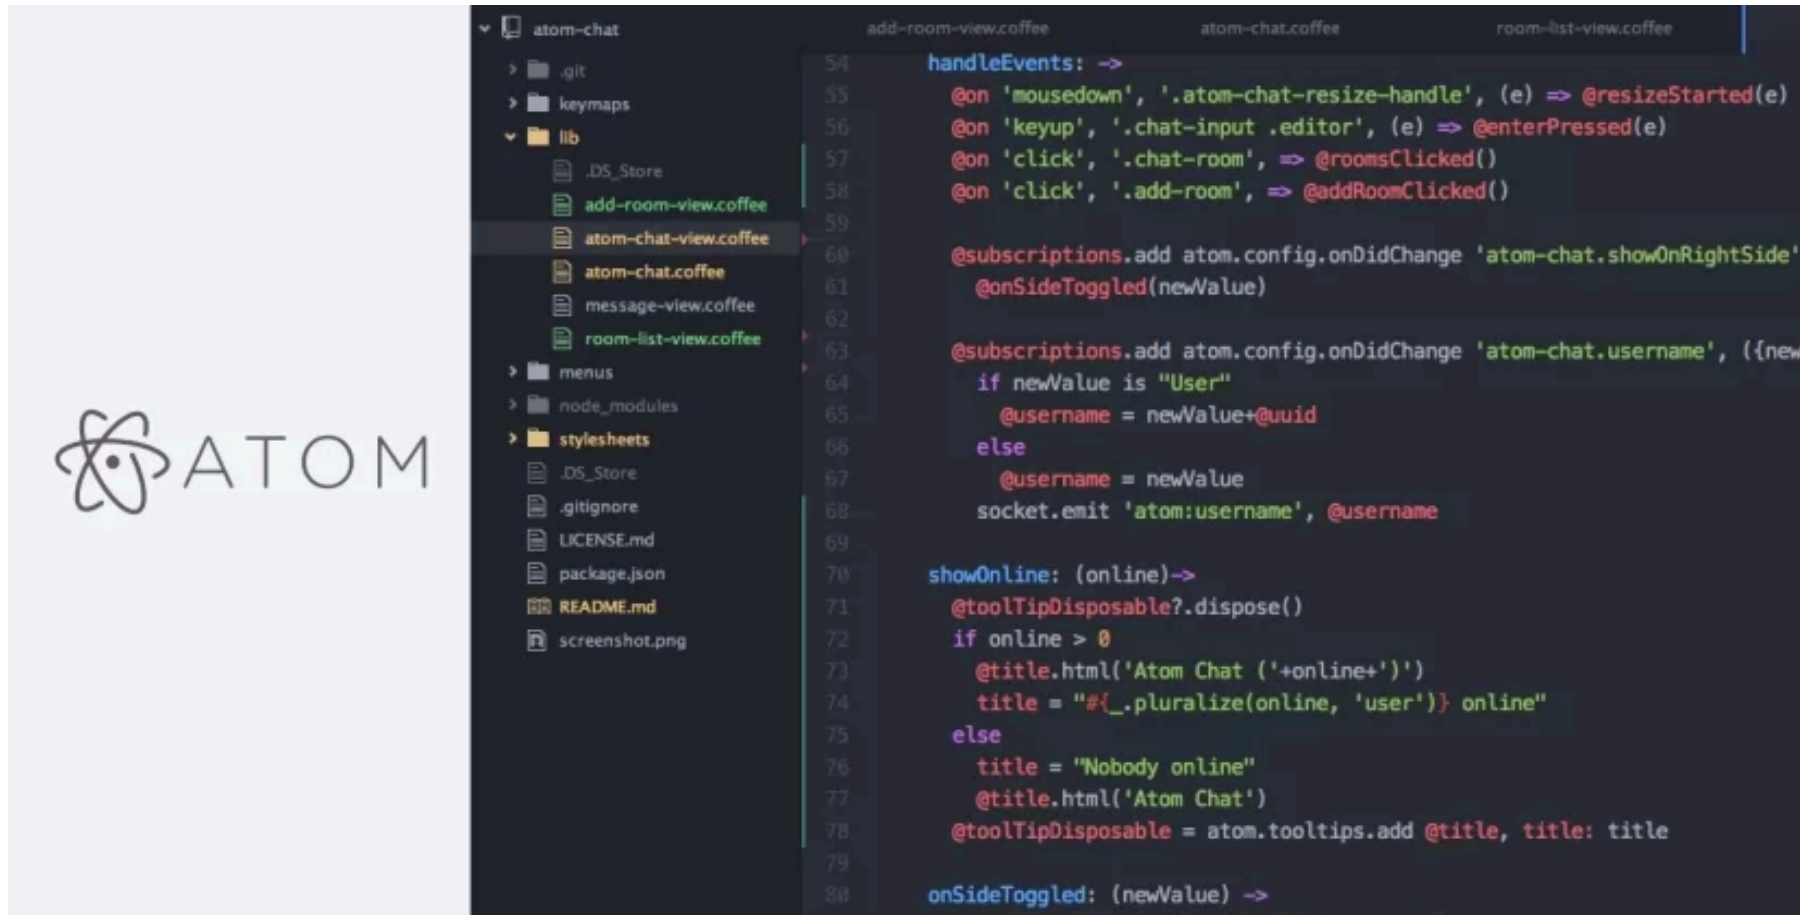 ATOM
atom-chat
.git
keymaps
lib
.DS_Store
add-room-view.coffee
atom-chat-view.coffee
atom-chat.coffee
message-view.coffee
room-list-view.coffee
menus
node_modules
stylesheets
.DS_Store
.gitignore
LICENSE.md
package.json
README.md
screenshot.png
add-room-view.coffee atom-chat.coffee room-list-view.coffee
54 handleEvents: ->
55 @on 'mousedown', '.atom-chat-resize-handle', (e) => @resizeStarted(e)
56 @on 'keyup', '.chat-input .editor', (e) => @enterPressed(e)
57 @on 'click', '.chat-room', => @roomsClicked()
58 @on 'click', '.add-room', => @addRoomClicked()
59
60 @subscriptions.add atom.config.onDidChange 'atom-chat.showOnRightSide'
61 @onSideToggled(newValue)
62
63 @subscriptions.add atom.config.onDidChange 'atom-chat.username', ({new
64 if newValue is "User"
65 @username = newValue+@uuid
66 else
67 @username = newValue
68 socket.emit 'atom:username', @username
69
70 showOnline: (online)->
71 @toolTipDisposable?.dispose()
72 if online > 0
73 @title.html('Atom Chat ('+online+')')
74 title = "#{_.pluralize(online, 'user')} online"
75 else
76 title = "Nobody online"
77 @title.html('Atom Chat')
78 @toolTipDisposable = atom.tooltips.add @title, title: title
79
80 onSideToggled: (newValue) ->